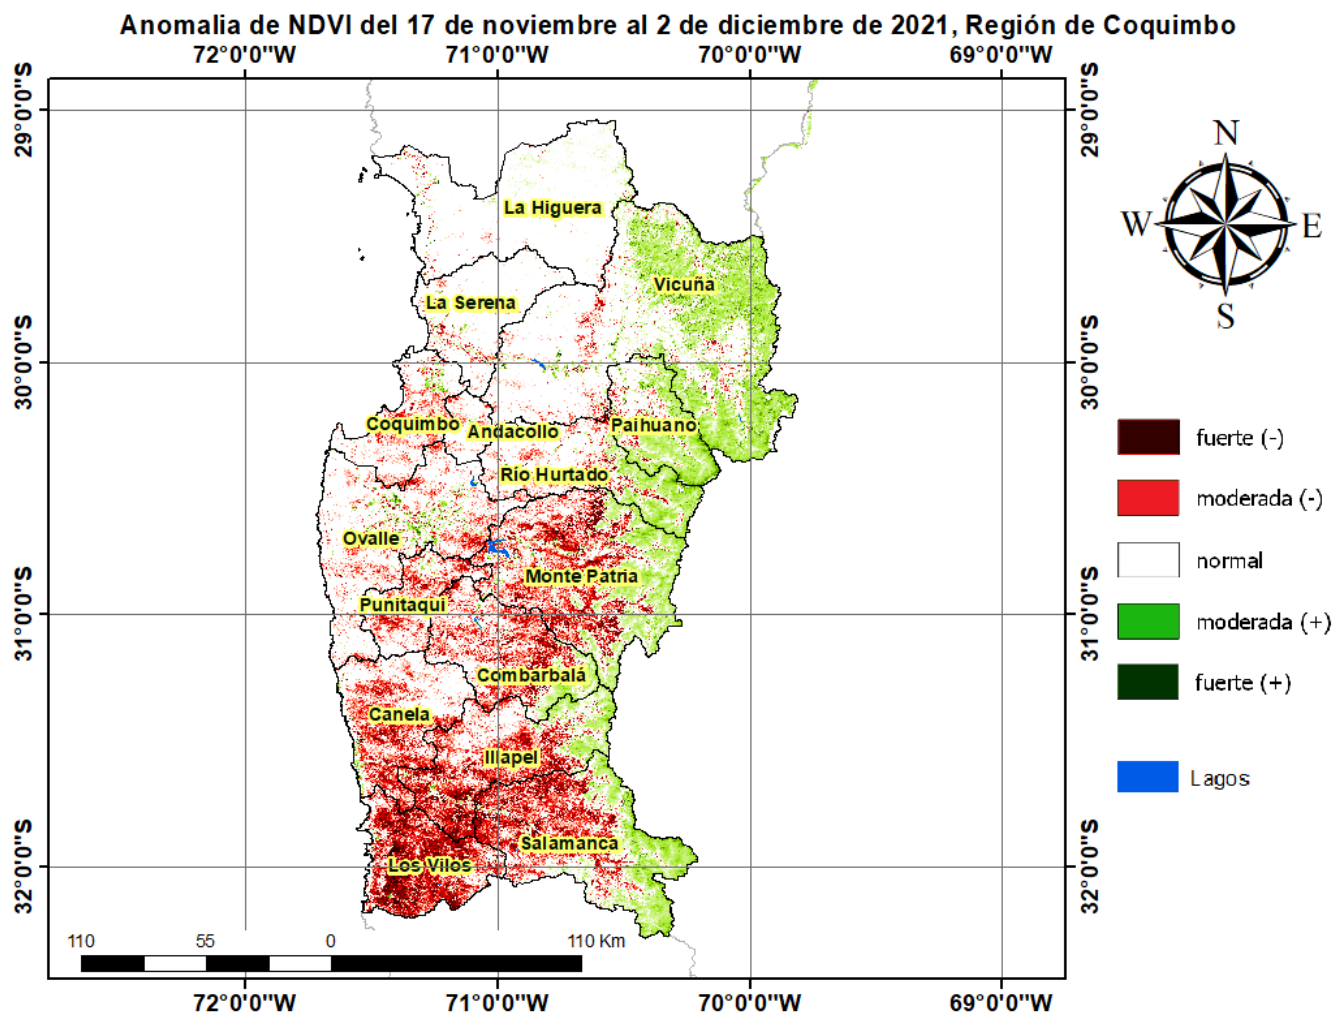 Anomalia de NDVI del 17 de noviembre al 2 de diciembre de 2021, Región de Coquimbo
72°0'0"W 71°0'0"W 70°0'0"W 69°0'0"W
29°0'0"S 29°0'0"S
N
W E
S
La Higuera
Vicuña
La Serena
30°0'0"S 30°0'0"S
Coquimbo Andacollo Paihuano
Río Hurtado
Ovalle
Monte Patria
Punitaqui
31°0'0"S 31°0'0"S
Combarbalá
Canela
Illapel
Salamanca
Los Vilos
32°0'0"S 32°0'0"S
fuerte (-)
moderada (-)
normal
moderada (+)
fuerte (+)
Lagos
110 55 0 110 Km
72°0'0"W 71°0'0"W 70°0'0"W 69°0'0"W